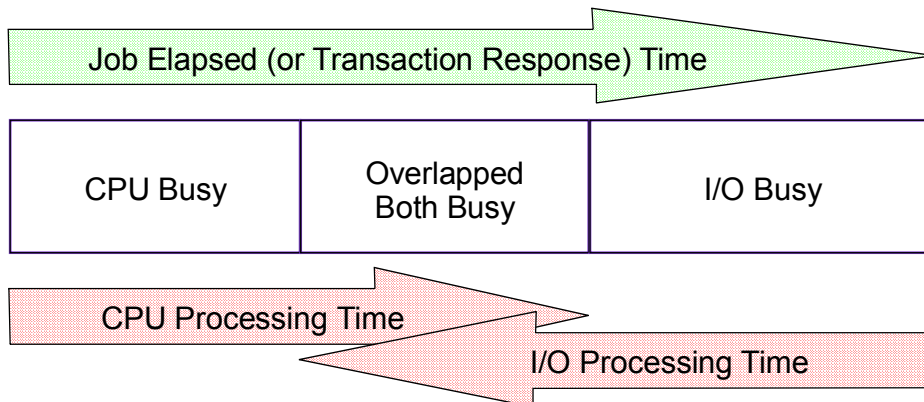 Job Elapsed (or Transaction Response) Time
CPU Busy
Overlapped
Both Busy
I/O Busy
CPU Processing Time
I/O Processing Time